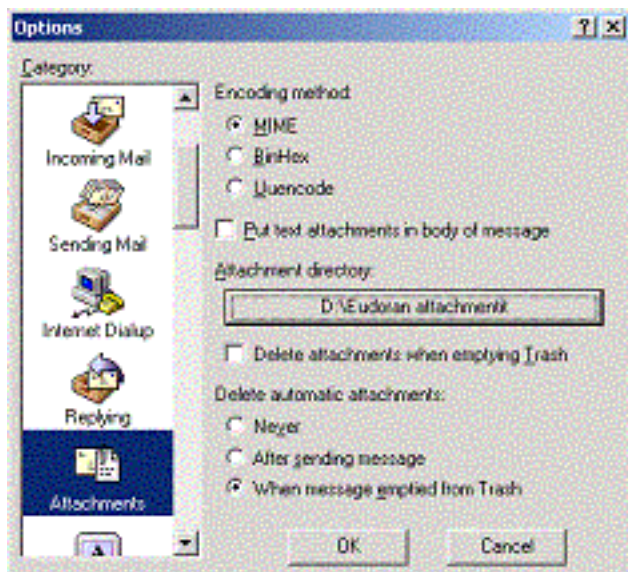 Options
Category:
Incoming Mail
Sending Mail
Internet Dialup
Replying
Attachments
A
Encoding method:
MIME
BinHex
Uuencode
Put text attachments in body of message
Attachment directory:
D:\Eudoran attachmentit
Delete attachments when emptying Trash
Delete automatic attachments:
Never
After sending message
When message emptied from Trash
OK
Cancel